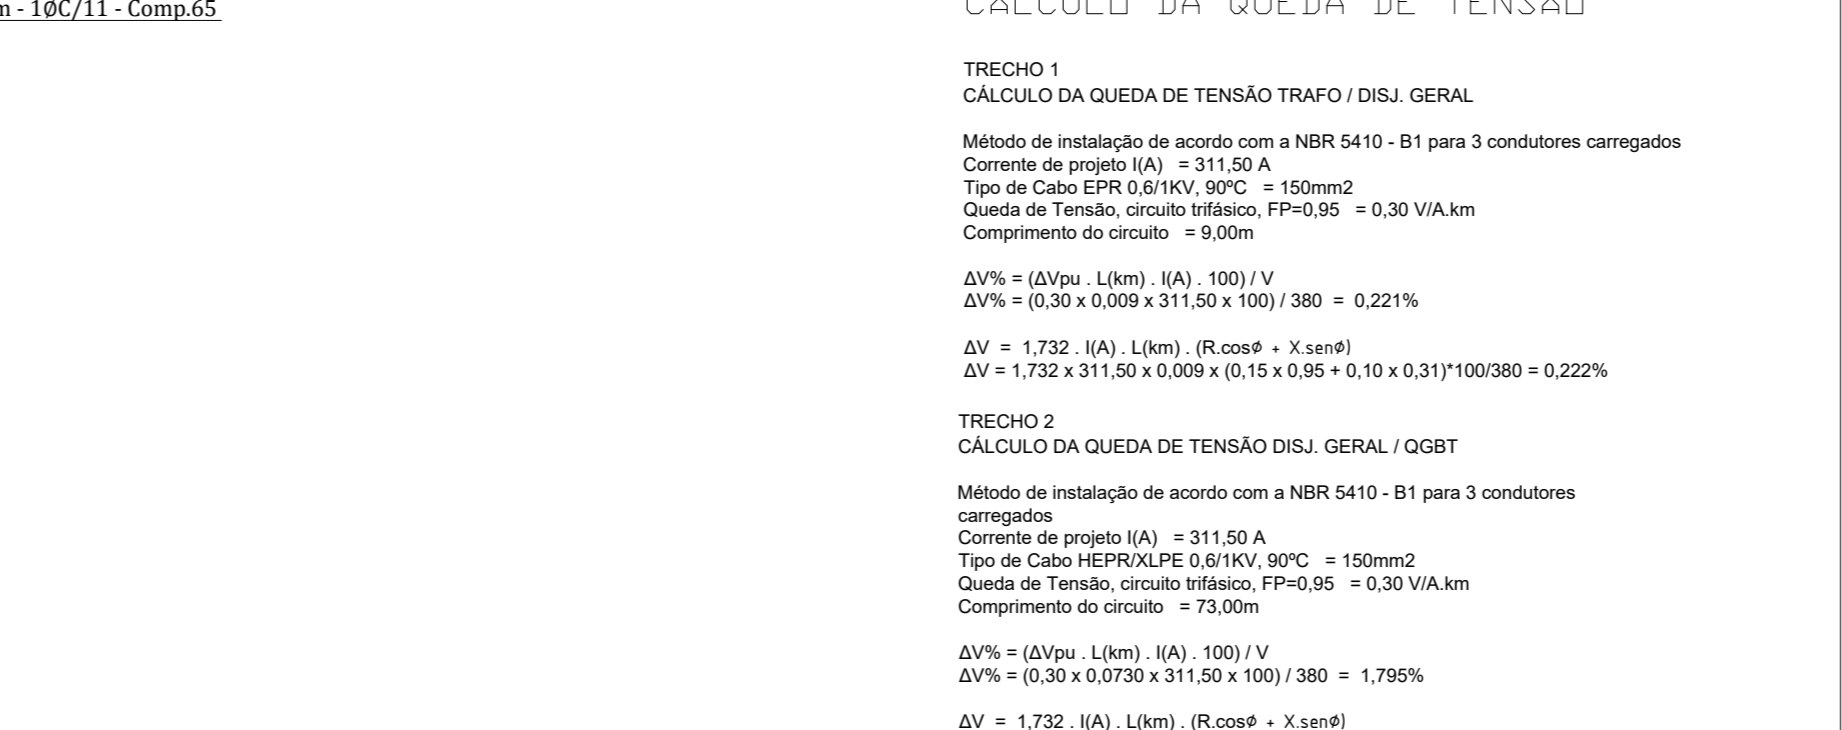 m - 1ØC/11 - Comp.65
CÁLCULO DA QUEDA DE TENSÃO
TRECHO 1
CÁLCULO DA QUEDA DE TENSÃO TRAFO / DISJ. GERAL
Método de instalação de acordo com a NBR 5410 - B1 para 3 condutores carregados
Corrente de projeto I(A) = 311,50 A
Tipo de Cabo EPR 0,6/1KV, 90ºC = 150mm2
Queda de Tensão, circuito trifásico, FP=0,95 = 0,30 V/A.km
Comprimento do circuito = 9,00m
ΔV% = (ΔVpu . L(km) . I(A) . 100) / V
ΔV% = (0,30 x 0,009 x 311,50 x 100) / 380 = 0,221%
ΔV = 1,732 . I(A) . L(km) . (R.cosø + X.senø)
ΔV = 1,732 x 311,50 x 0,009 x (0,15 x 0,95 + 0,10 x 0,31)*100/380 = 0,222%
TRECHO 2
CÁLCULO DA QUEDA DE TENSÃO DISJ. GERAL / QGBT
Método de instalação de acordo com a NBR 5410 - B1 para 3 condutores
carregados
Corrente de projeto I(A) = 311,50 A
Tipo de Cabo HEPR/XLPE 0,6/1KV, 90ºC = 150mm2
Queda de Tensão, circuito trifásico, FP=0,95 = 0,30 V/A.km
Comprimento do circuito = 73,00m
ΔV% = (ΔVpu . L(km) . I(A) . 100) / V
ΔV% = (0,30 x 0,0730 x 311,50 x 100) / 380 = 1,795%
ΔV = 1,732 . I(A) . L(km) . (R.cosø + X.senø)